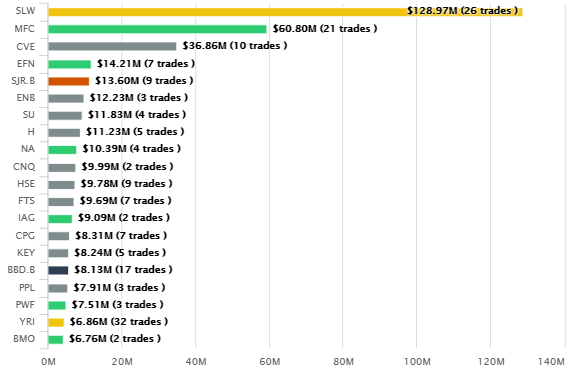 SLW $128.97M (26 trades )
MFC $60.80M (21 trades )
CVE $36.86M (10 trades )
EFN $14.21M (7 trades )
SJR.B $13.60M (9 trades )
ENB $12.23M (3 trades )
SU $11.83M (4 trades )
H $11.23M (5 trades )
NA $10.39M (4 trades )
CNQ $9.99M (2 trades )
HSE $9.78M (9 trades )
FTS $9.69M (7 trades )
IAG $9.09M (2 trades )
CPG $8.31M (7 trades )
KEY $8.24M (5 trades )
BBD.B $8.13M (17 trades )
PPL $7.91M (3 trades )
PWF $7.51M (3 trades )
YRI $6.86M (32 trades )
BMO $6.76M (2 trades )
0M 20M 40M 60M 80M 100M 120M 140M